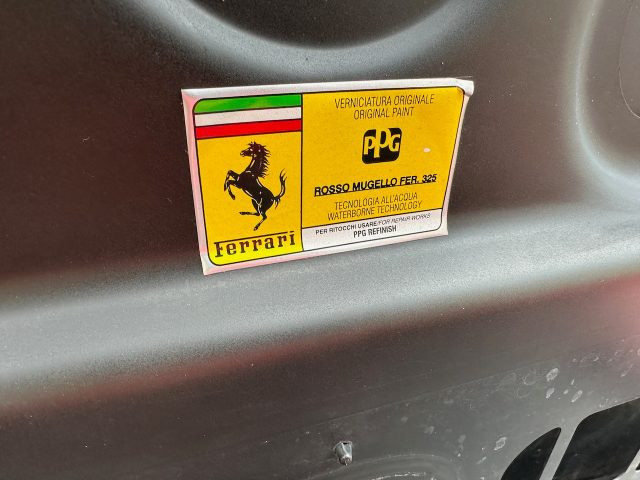 Ferrari
VERNICIATURA ORIGINALE
ORIGINAL PAINT
PPG
ROSSO MUGELLO FER. 325
TECNOLOGIA ALL'ACQUA
WATERBORNE TECHNOLOGY
PER RITOCCHI USARE/FOR REPAIR WORKS
PPG REFINISH